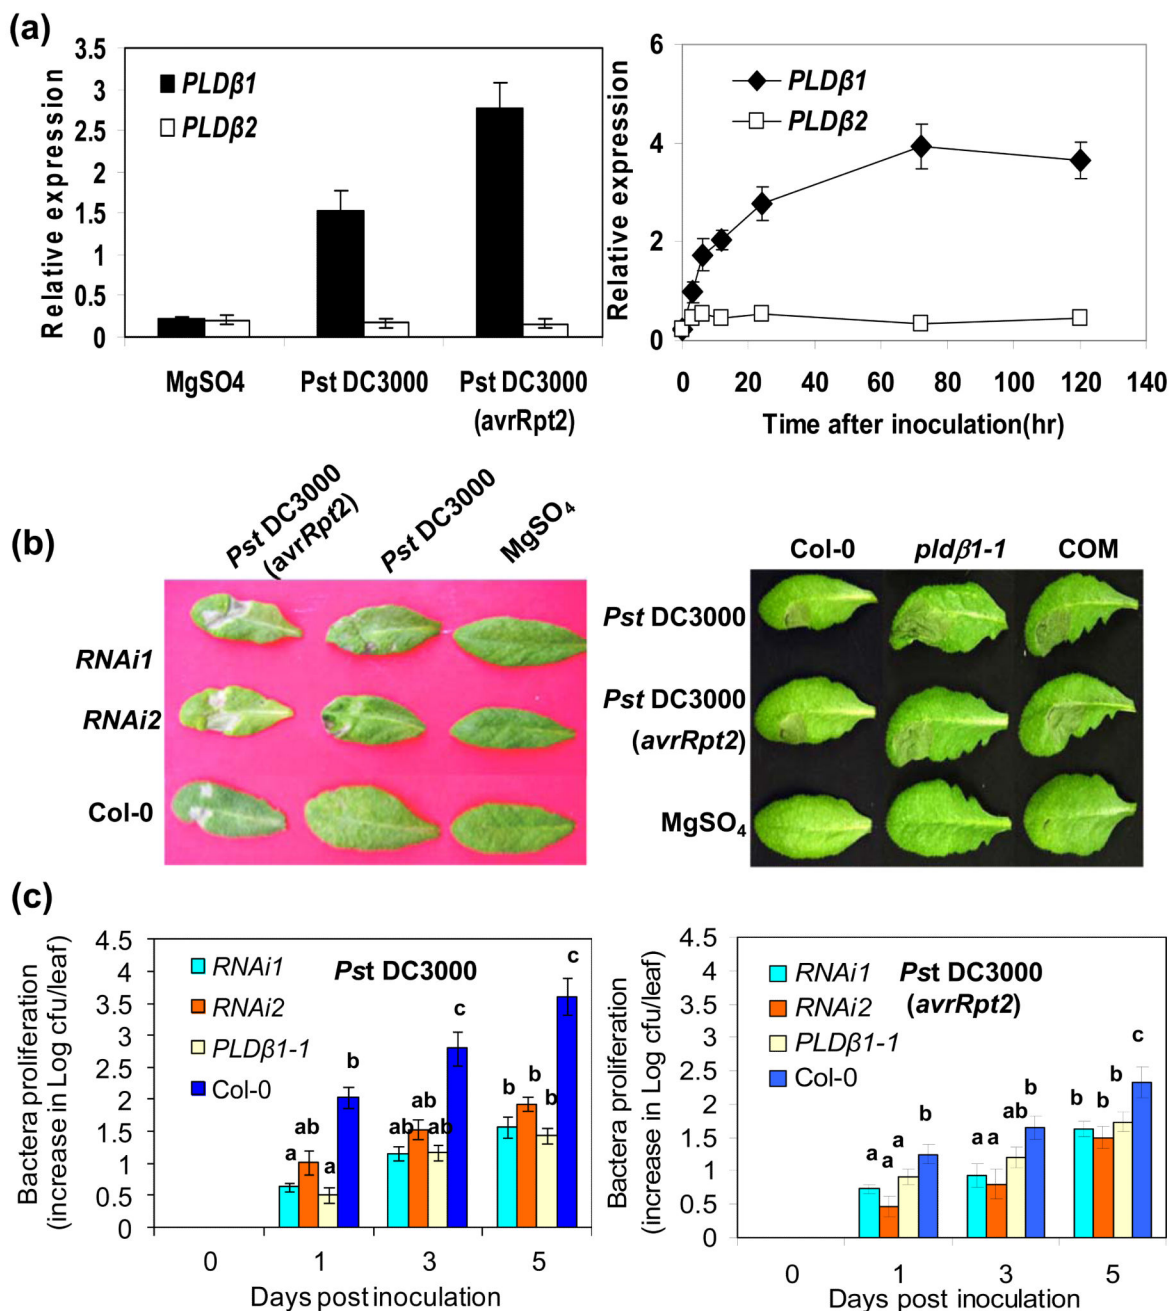 (a)
3.5
3
2.5
2
1.5
1
0.5
0
Relative expression
PLDβ1
PLDβ2
MgSO4
Pst DC3000
Pst DC3000
(avrRpt2)
6
4
2
0
Relative expression
PLDβ1
PLDβ2
0 20 40 60 80 100 120 140
Time after inoculation(hr)
(b)
Pst DC3000
(avrRpt2)
Pst DC3000
MgSO4
RNAi1
RNAi2
Col-0
Col-0 pldβ1-1 COM
Pst DC3000
Pst DC3000
(avrRpt2)
MgSO4
(c)
4.5
4
3.5
3
2.5
2
1.5
1
0.5
0
Bactera proliferation
(increase in Log cfu/leaf)
RNAi1
RNAi2
PLDβ1-1
Col-0
Pst DC3000
a ab a b
ab ab ab c
b b b c
0 1 3 5
Days post inoculation
4.5
4
3.5
3
2.5
2
1.5
1
0.5
0
Bactera proliferation
(increase in Log cfu/leaf)
RNAi1
RNAi2
PLDβ1-1
Col-0
Pst DC3000
(avrRpt2)
a a a b
a a ab b
b b b c
0 1 3 5
Days post inoculation